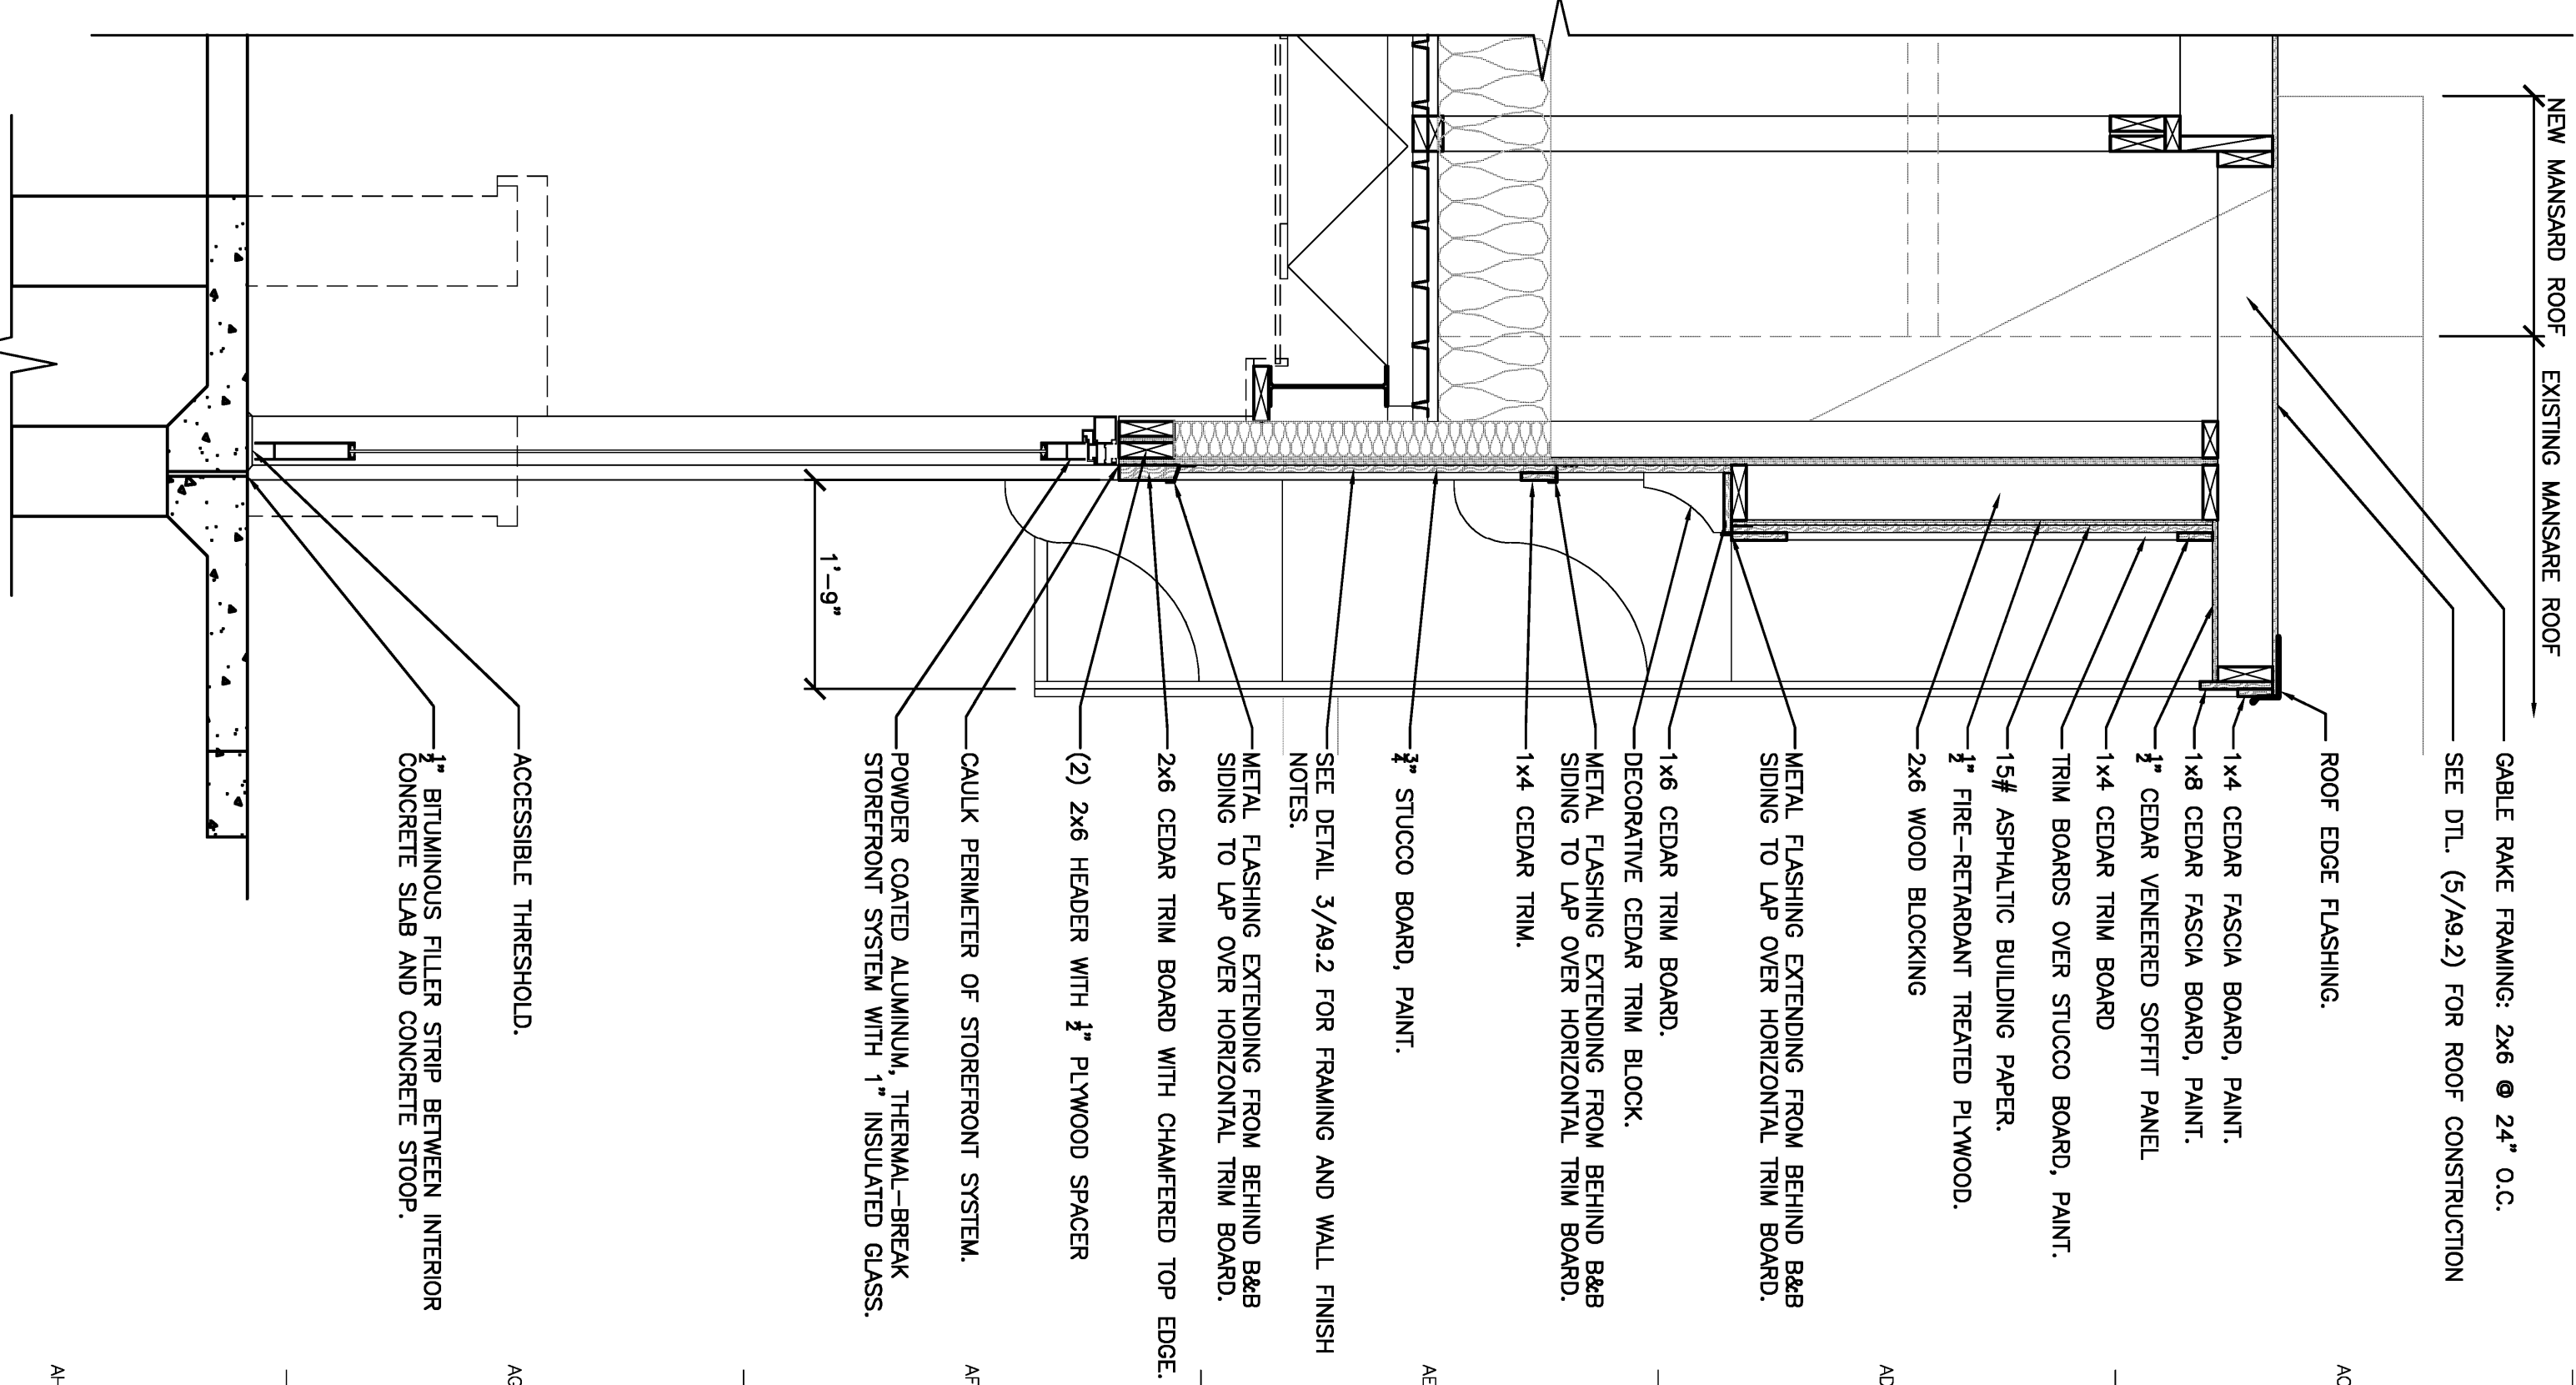 NEW MANSARD ROOF
EXISTING MANSARE ROOF
GABLE RAKE FRAMING: 2x6 @ 24" O.C.
SEE DTL. (5/A9.2) FOR ROOF CONSTRUCTION
ROOF EDGE FLASHING.
1x4 CEDAR FASCIA BOARD, PAINT.
1x8 CEDAR FASCIA BOARD, PAINT.
½" CEDAR VENEERED SOFFIT PANEL
1x4 CEDAR TRIM BOARD
TRIM BOARDS OVER STUCCO BOARD, PAINT.
15# ASPHALTIC BUILDING PAPER.
½" FIRE-RETARDANT TREATED PLYWOOD.
2x6 WOOD BLOCKING
METAL FLASHING EXTENDING FROM BEHIND B&B
SIDING TO LAP OVER HORIZONTAL TRIM BOARD.
1x6 CEDAR TRIM BOARD.
DECORATIVE CEDAR TRIM BLOCK.
METAL FLASHING EXTENDING FROM BEHIND B&B
SIDING TO LAP OVER HORIZONTAL TRIM BOARD.
1x4 CEDAR TRIM.
¾" STUCCO BOARD, PAINT.
SEE DETAIL 3/A9.2 FOR FRAMING AND WALL FINISH
NOTES.
METAL FLASHING EXTENDING FROM BEHIND B&B
SIDING TO LAP OVER HORIZONTAL TRIM BOARD.
2x6 CEDAR TRIM BOARD WITH CHAMFERED TOP EDGE.
(2) 2x6 HEADER WITH ½" PLYWOOD SPACER
CAULK PERIMETER OF STOREFRONT SYSTEM.
POWDER COATED ALUMINUM, THERMAL-BREAK
STOREFRONT SYSTEM WITH 1" INSULATED GLASS.
1'-9"
ACCESSIBLE THRESHOLD.
½" BITUMINOUS FILLER STRIP BETWEEN INTERIOR
CONCRETE SLAB AND CONCRETE STOOP.
AC
AD
AE
AF
AG
AH